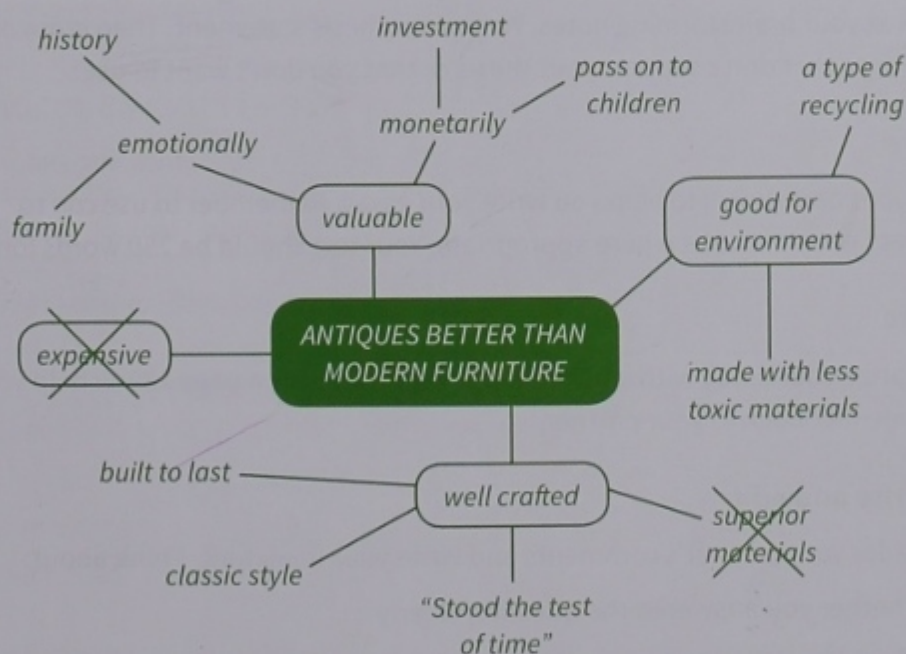 history
investment
pass on to
children
a type of
recycling
monetarily
emotionally
family
valuable
good for
environment
ANTIQUES BETTER THAN
MODERN FURNITURE
expensive
made with less
toxic materials
built to last
well crafted
superior
materials
classic style
“Stood the test
of time”